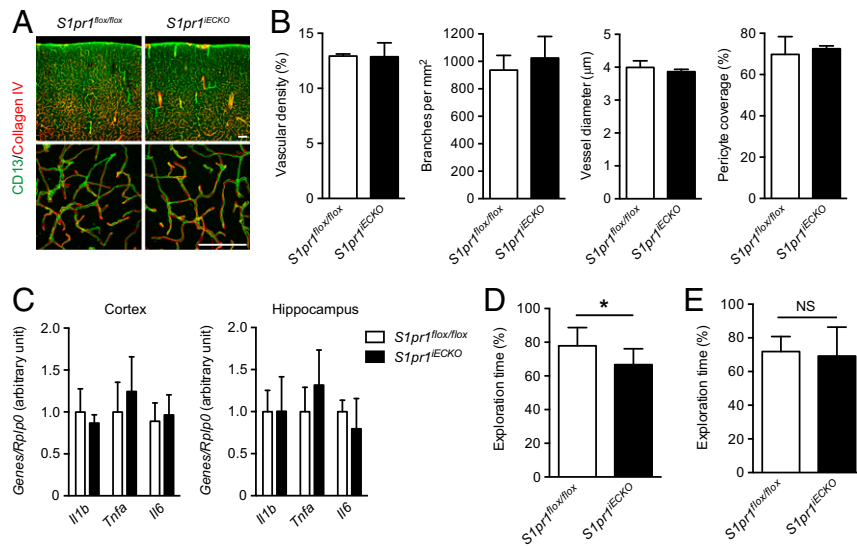 A
S1pr1flox/flox
S1pr1iECKO
CD13/Collagen IV
B
Vascular density (%)
15
10
5
0
S1pr1flox/flox
S1pr1iECKO
Branches per mm2
1200
1000
800
600
400
200
0
S1pr1flox/flox
S1pr1iECKO
Vessel diameter (μm)
5
4
3
2
1
0
S1pr1flox/flox
S1pr1iECKO
Pericyte coverage (%)
80
60
40
20
0
S1pr1flox/flox
S1pr1iECKO
C
Cortex
Genes/Rplp0 (arbitrary unit)
2.0
1.5
1.0
0.5
0
Il1b
Tnfa
Il6
Hippocampus
Genes/Rplp0 (arbitrary unit)
2.0
1.5
1.0
0.5
0
Il1b
Tnfa
Il6
S1pr1flox/flox
S1pr1iECKO
D
Exploration time (%)
100
80
60
40
20
0
*
S1pr1flox/flox
S1pr1iECKO
E
Exploration time (%)
100
80
60
40
20
0
NS
S1pr1flox/flox
S1pr1iECKO